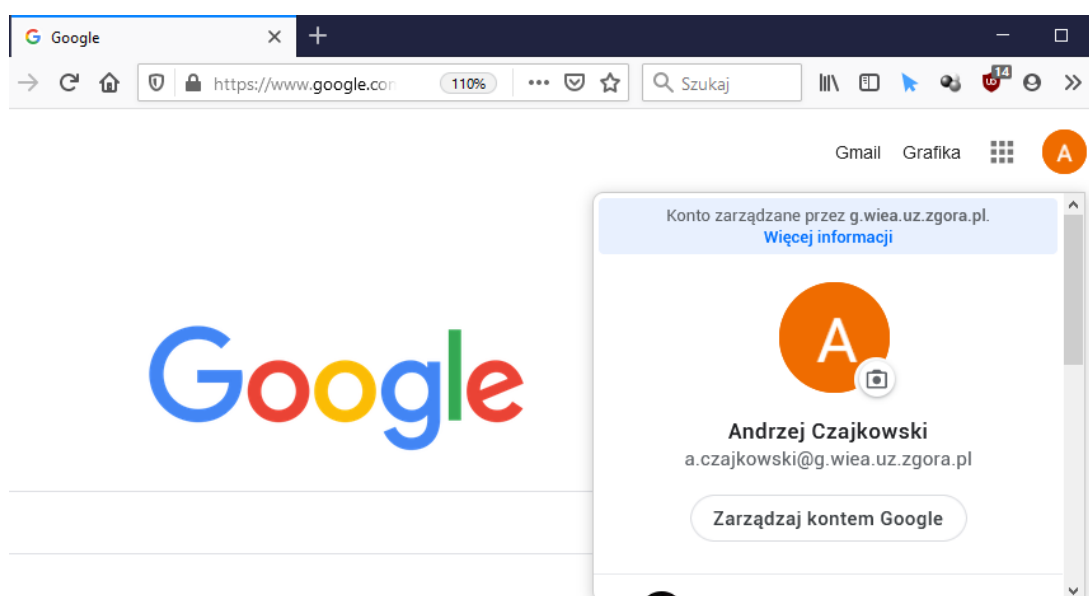 Google
https://www.google.co
110%
Szukaj
14
Gmail Grafika
A
Konto zarządzane przez g.wiea.uz.zgora.pl.
Więcej informacji
A
Google
Andrzej Czajkowski
a.czajkowski@g.wiea.uz.zgora.pl
Zarządzaj kontem Google